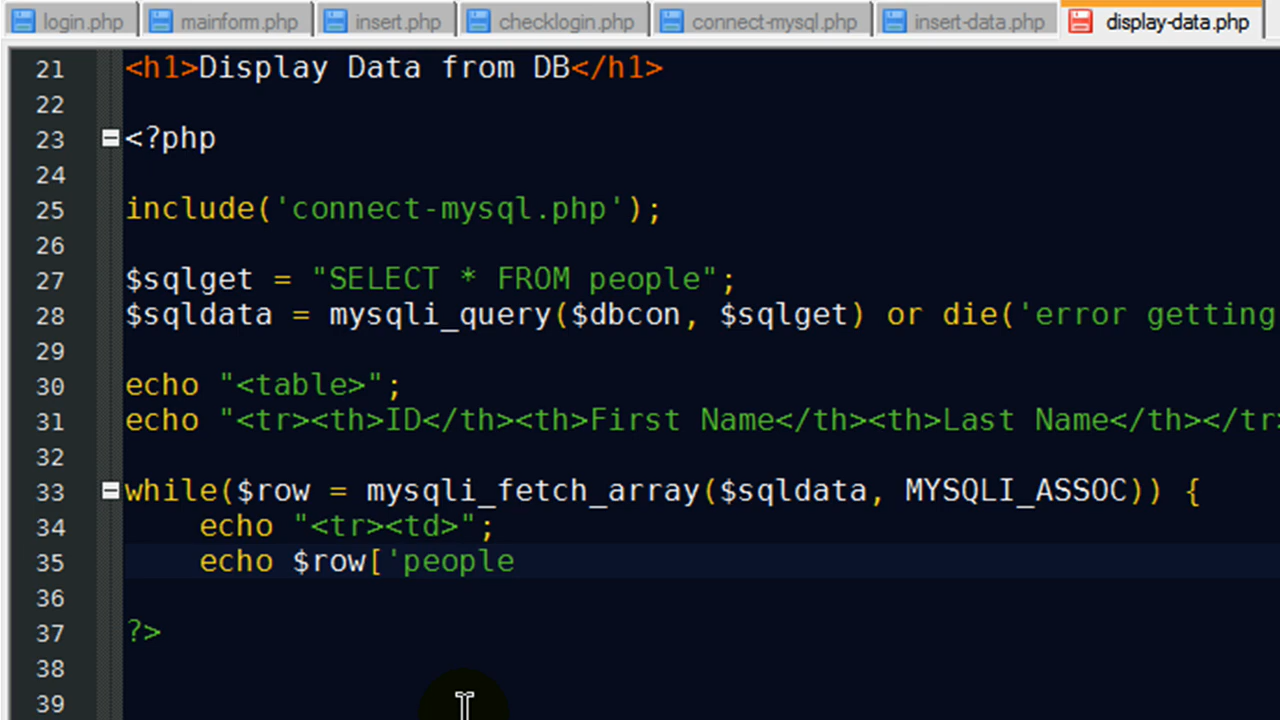 login.php mainform.php insert.php checklogin.php connect-mysql.php insert-data.php display-data.php
21 <h1>Display Data from DB</h1>
22
23 <?php
24
25 include('connect-mysql.php');
26
27 $sqlget = "SELECT * FROM people";
28 $sqldata = mysqli_query($dbcon, $sqlget) or die('error getting
29
30 echo "<table>";
31 echo "<tr><th>ID</th><th>First Name</th><th>Last Name</th></tr>
32
33 while($row = mysqli_fetch_array($sqldata, MYSQLI_ASSOC)) {
34 echo "<tr><td>";
35 echo $row['people
36
37 ?>
38
39